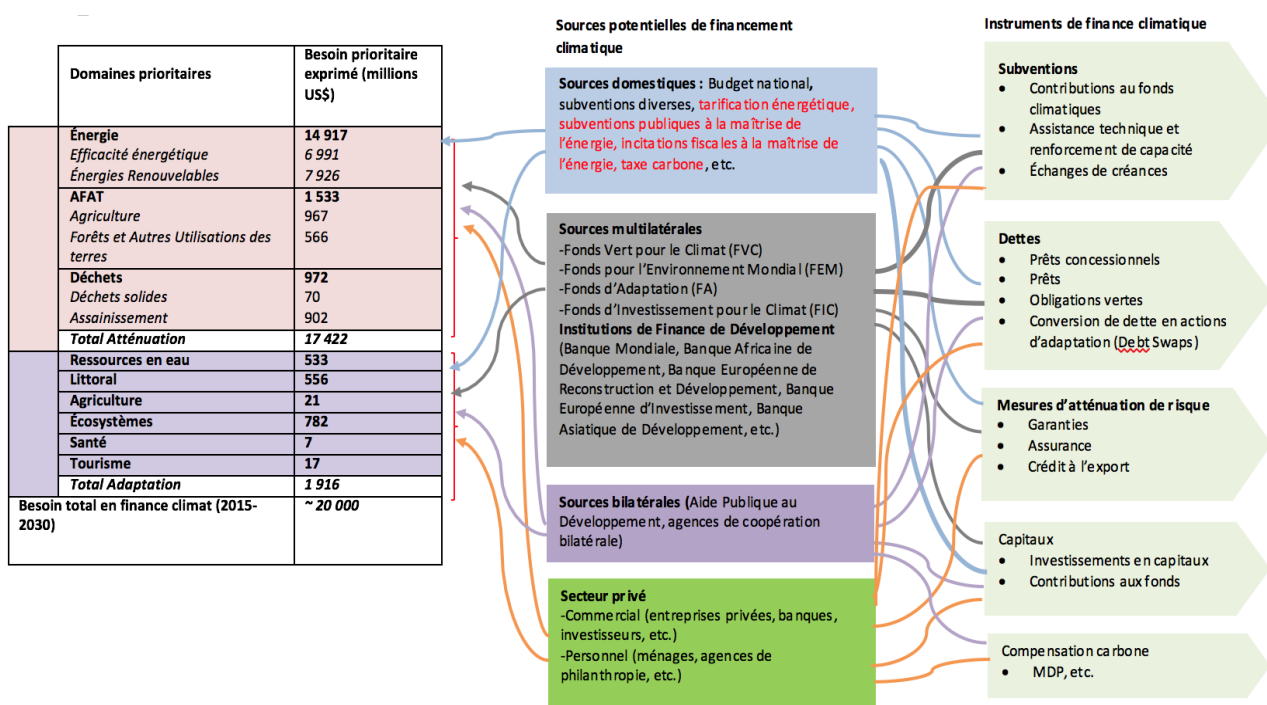 Domaines prioritaires
Besoin prioritaire
exprimé (millions
US$)
Énergie 14 917
Efficacité énergétique 6 991
Énergies Renouvelables 7 926
AFAT 1 533
Agriculture 967
Forêts et Autres Utilisations des 566
terres
Déchets 972
Déchets solides 70
Assainissement 902
Total Atténuation 17 422
Ressources en eau 533
Littoral 556
Agriculture 21
Écosystèmes 782
Santé 7
Tourisme 17
Total Adaptation 1 916
Besoin total en finance climat (2015- ~ 20 000
2030)
Sources potentielles de financement
climatique
Sources domestiques : Budget national,
subventions diverses, tarification énergétique,
subventions publiques à la maîtrise de
l'énergie, incitations fiscales à la maîtrise de
l'énergie, taxe carbone, etc.
Sources multilatérales
-Fonds Vert pour le Climat (FVC)
-Fonds pour l'Environnement Mondial (FEM)
-Fonds d'Adaptation (FA)
-Fonds d'Investissement pour le Climat (FIC)
Institutions de Finance de Développement
(Banque Mondiale, Banque Africaine de
Développement, Banque Européenne de
Reconstruction et Développement, Banque
Européenne d'Investissement, Banque
Asiatique de Développement, etc.)
Sources bilatérales (Aide Publique au
Développement, agences de coopération
bilatérale)
Secteur privé
-Commercial (entreprises privées, banques,
investisseurs, etc.)
-Personnel (ménages, agences de
philanthropie, etc.)
Instruments de finance climatique
Subventions
• Contributions au fonds
climatiques
• Assistance technique et
renforcement de capacité
• Échanges de créances
Dettes
• Prêts concessionnels
• Prêts
• Obligations vertes
• Conversion de dette en actions
d'adaptation (Debt Swaps)
Mesures d'atténuation de risque
• Garanties
• Assurance
• Crédit à l'export
Capitaux
• Investissements en capitaux
• Contributions aux fonds
Compensation carbone
• MDP, etc.